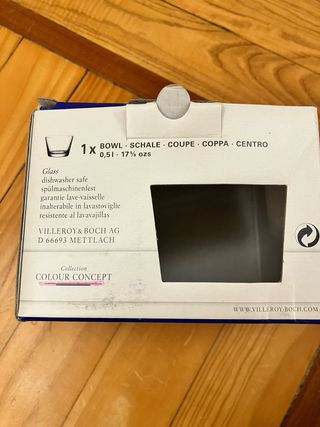 1 x BOWL · SCHALE · COUPE · COPPA · CENTRO
0,5 l · 17⅗ ozs
Glass
dishwasher safe
spülmaschinenfest
garantie lave-vaisselle
inalterabile in lavastoviglie
resistente al lavavajillas
VILLEROY & BOCH AG
D 66693 METTLACH
Collection
COLOUR CONCEPT
WWW.VILLEROY-BOCH.COM